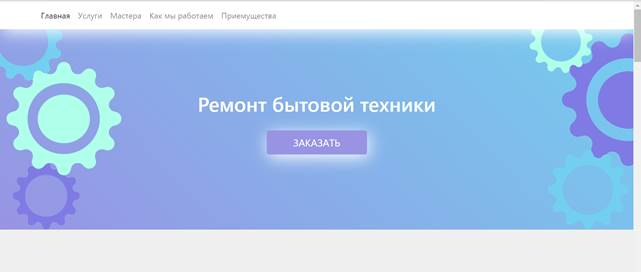 Главная Услуги Мастера Как мы работаем Приемущества
Ремонт бытовой техники
ЗАКАЗАТЬ